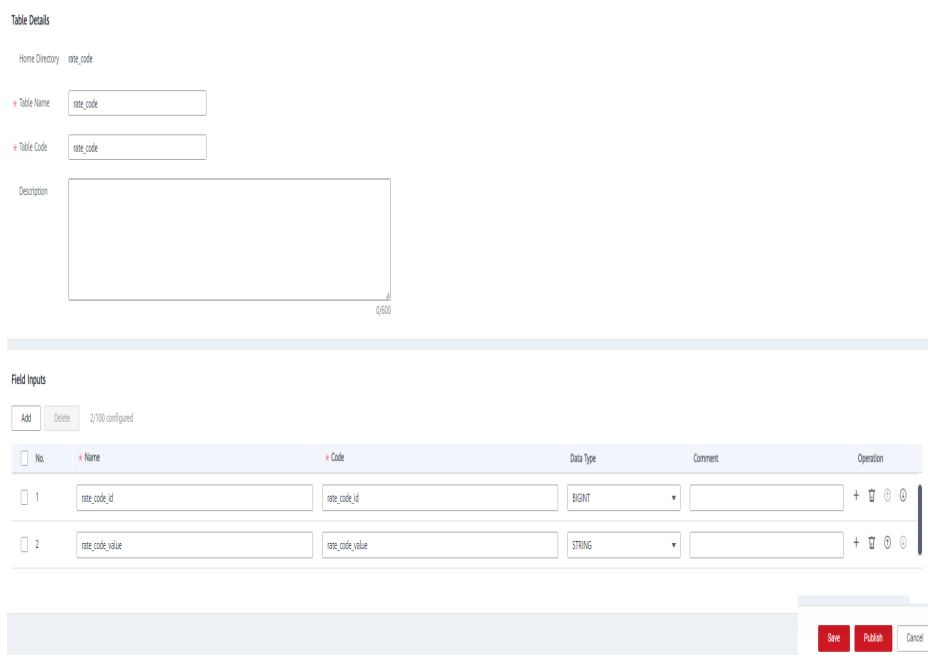 Table Details
Home Directory rate_code
* Table Name rate_code
* Table Code rate_code
Description
0/600
Field Inputs
Add Delete 2/100 configured
No. * Name * Code Data Type Comment Operation
1 rate_code_id rate_code_id BIGINT
2 rate_code_value rate_code_value STRING
Save Publish Cancel